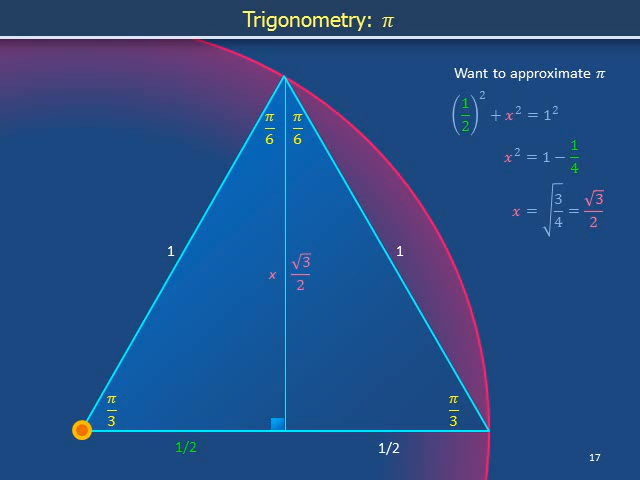 Trigonometry: π
Want to approximate π
(1/2)² + x² = 1²
x² = 1 − 1/4
x = √(3/4) = √3/2
π/6 π/6
1 1
x √3/2
π/3 π/3
1/2 1/2
17